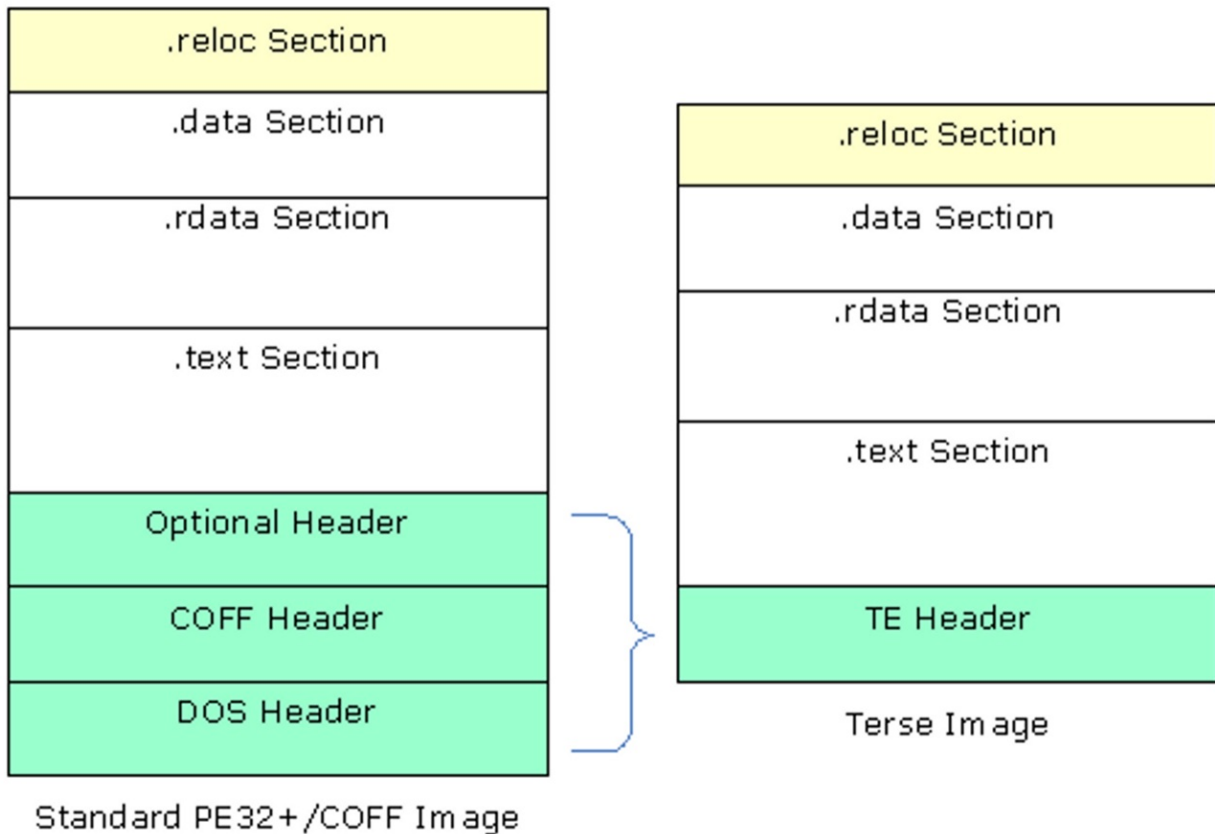 .reloc Section
.data Section
.rdata Section
.text Section
Optional Header
COFF Header
DOS Header
Standard PE32+/COFF Image
.reloc Section
.data Section
.rdata Section
.text Section
TE Header
Terse Image